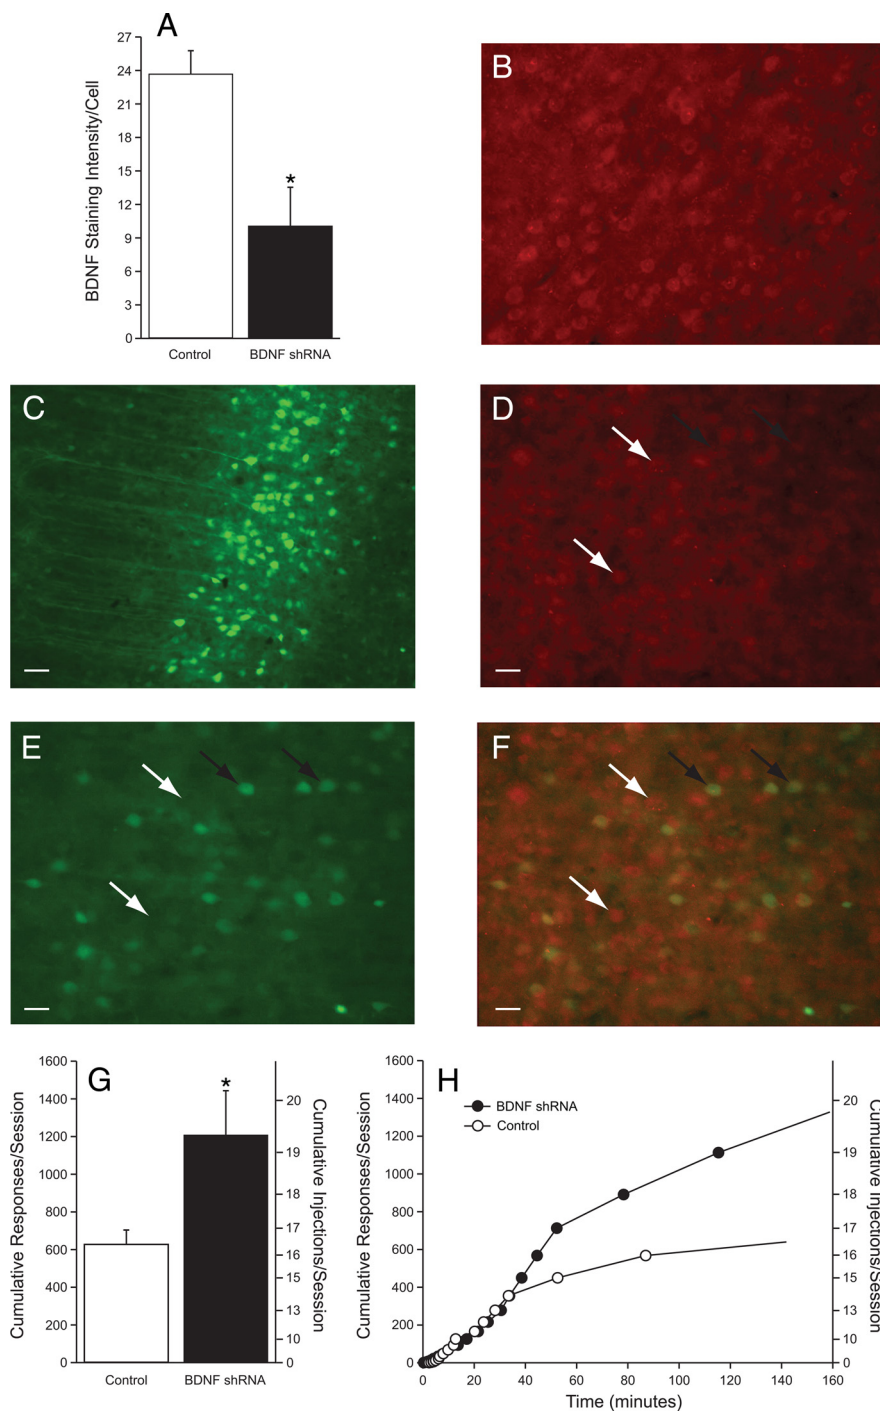 A
27
24
21
18
15
12
9
6
3
0
BDNF Staining Intensity/Cell
*
Control
BDNF shRNA
B
C
D
E
F
G
1600
1400
1200
1000
800
600
400
200
0
Cumulative Responses/Session
*
20
19
18
17
16
15
13
10
0
Cumulative Injections/Session
Control
BDNF shRNA
H
1600
1400
1200
1000
800
600
400
200
0
Cumulative Responses/Session
BDNF shRNA
Control
20
19
18
17
16
15
13
10
0
Cumulative Injections/Session
0
20
40
60
80
100
120
140
160
Time (minutes)